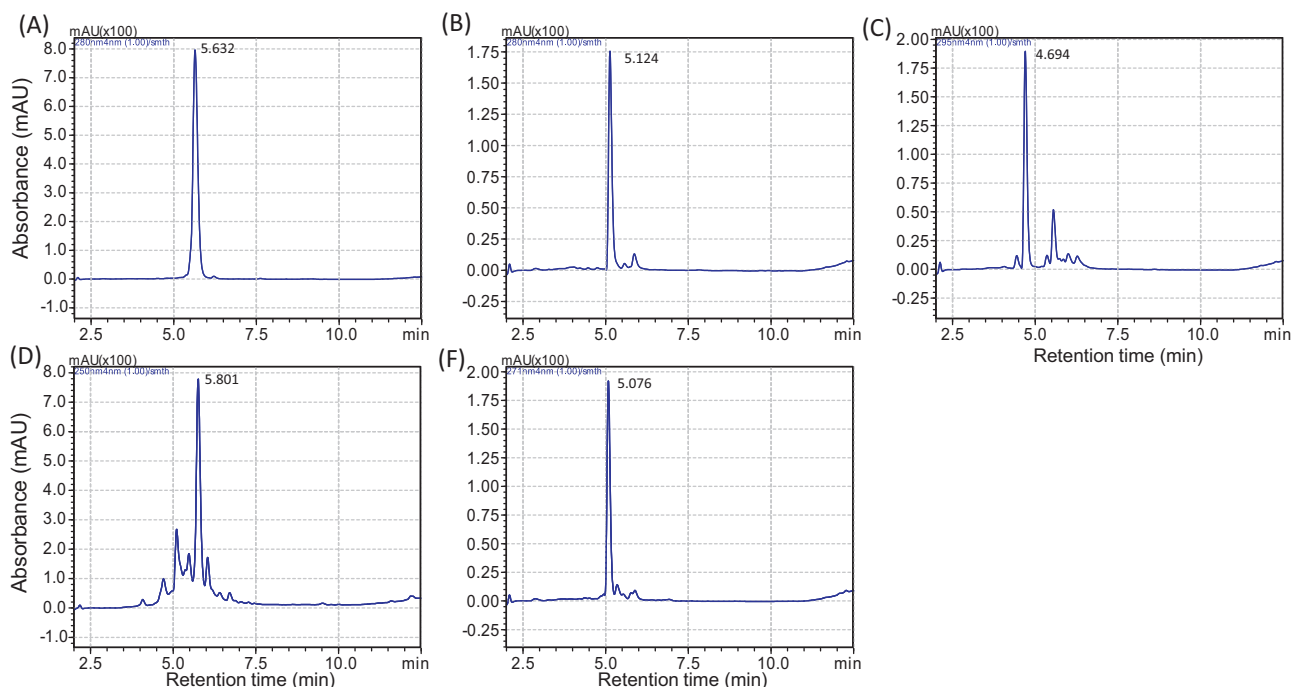 (A)
mAU(x100)
280nm4nm (1.00)/smth
5.632
8.0
7.0
6.0
5.0
4.0
3.0
2.0
1.0
0.0
-1.0
Absorbance (mAU)
2.5 5.0 7.5 10.0 min
(B)
mAU(x100)
280nm4nm (1.00)/smth
5.124
1.75
1.50
1.25
1.00
0.75
0.50
0.25
0.00
-0.25
2.5 5.0 7.5 10.0 min
(C)
mAU(x100)
295nm4nm (1.00)/smth
4.694
2.00
1.75
1.50
1.25
1.00
0.75
0.50
0.25
0.00
-0.25
2.5 5.0 7.5 10.0 min
Retention time (min)
(D)
mAU(x100)
250nm4nm (1.00)/smth
5.801
8.0
7.0
6.0
5.0
4.0
3.0
2.0
1.0
0.0
-1.0
Absorbance (mAU)
2.5 5.0 7.5 10.0 min
Retention time (min)
(F)
mAU(x100)
271nm4nm (1.00)/smth
5.076
2.00
1.75
1.50
1.25
1.00
0.75
0.50
0.25
0.00
-0.25
2.5 5.0 7.5 10.0 min
Retention time (min)